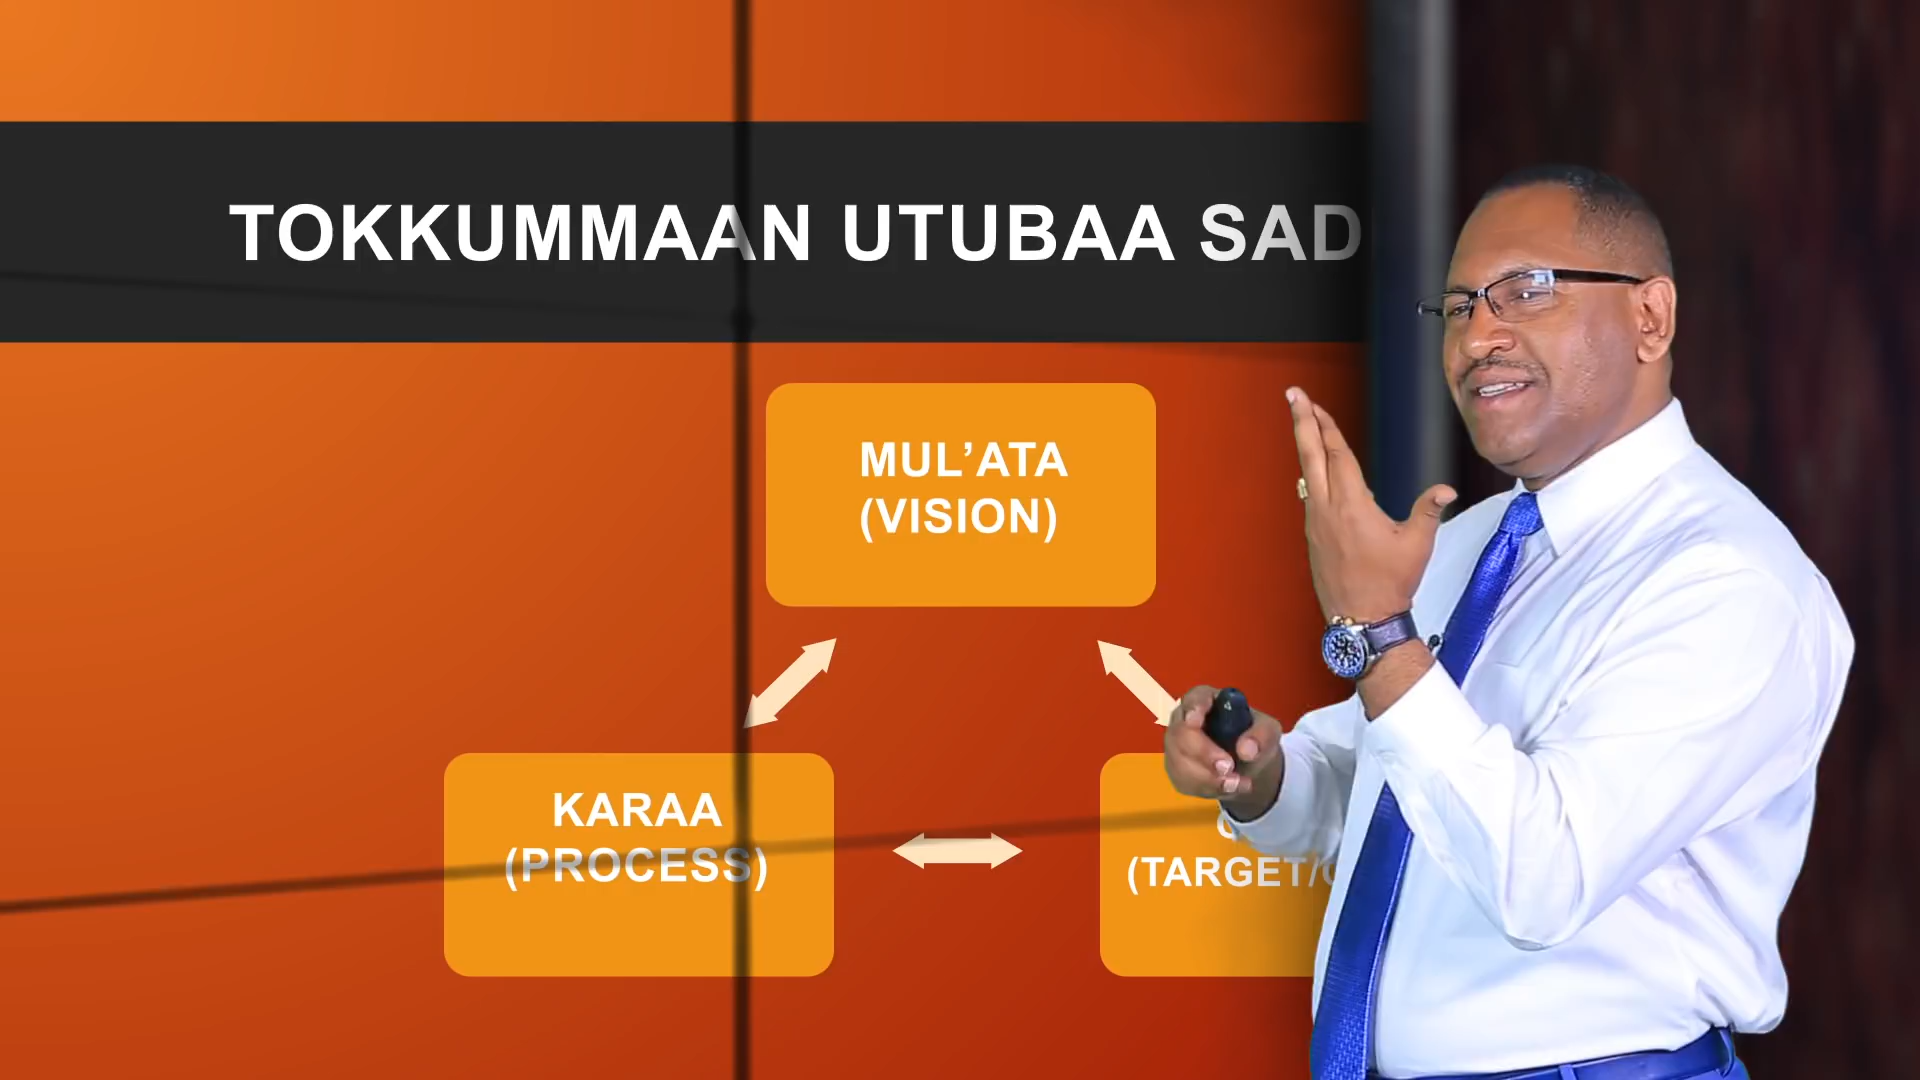 TOKKUMMAAN UTUBAA SAD
MUL’ATA
(VISION)
KARAA
(PROCESS)
(TARGET/